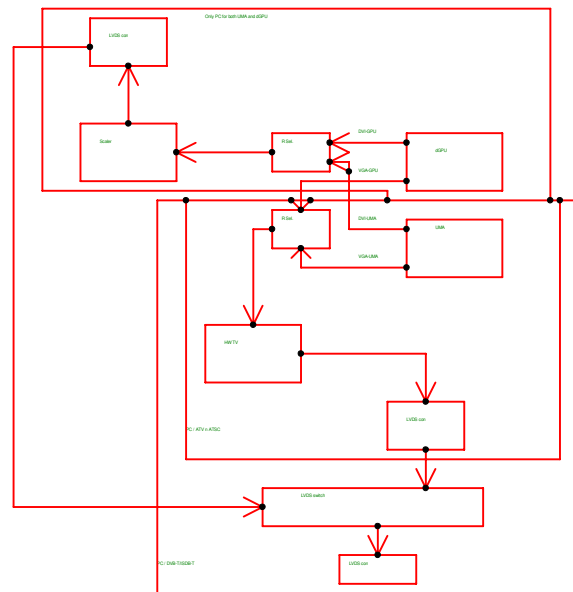 Only PC for both UMA and dGPU
LVDS con
DVI-GPU
Scaler
R Sel.
dGPU
VGA-GPU
R Sel.
DVI-UMA
UMA
VGA-UMA
HW TV
LVDS con
PC / ATV n ATSC
LVDS switch
PC / DVB-T/ISDB-T
LVDS con